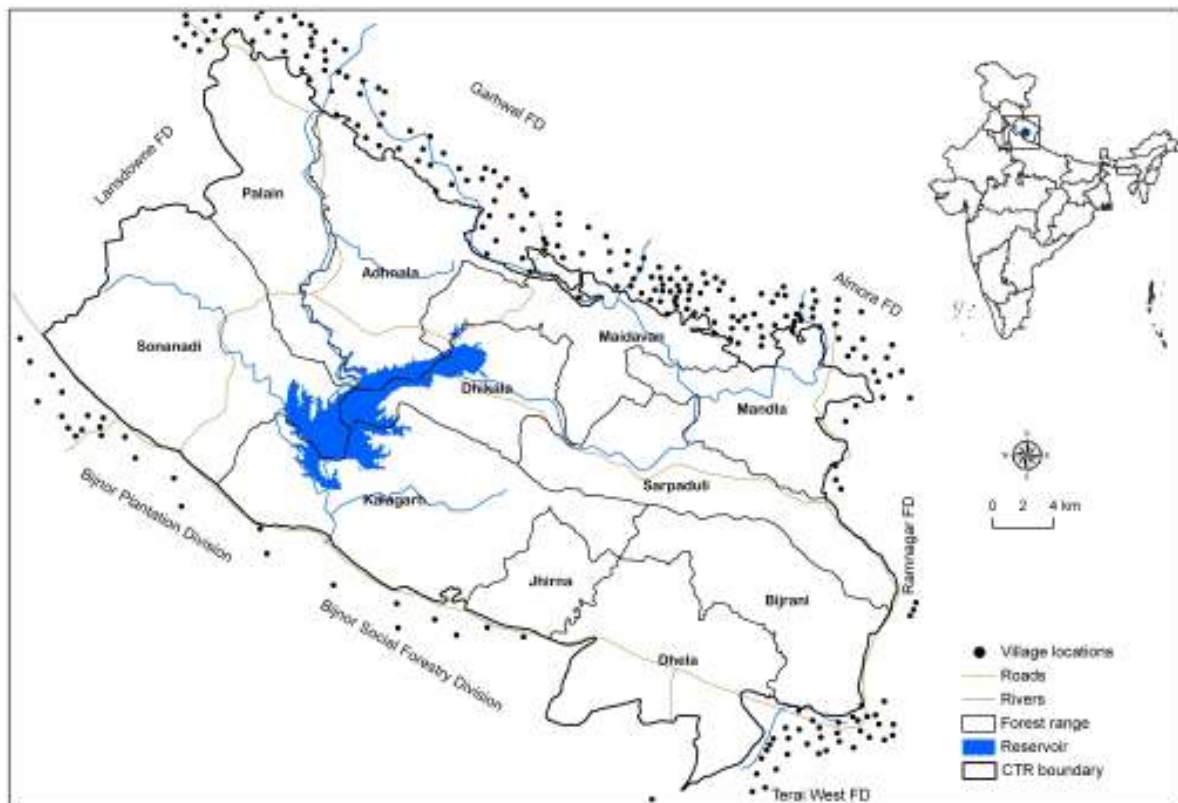 Garhwal FD
Lansdowne FD
Palain
Adnoala
Almora FD
Sonanadi
Maidavan
Dhikala
Mandla
Sarpaduli
Kalagarh
Bijnor Plantation Division
Ramnagar FD
0 2 4 km
Jhirna
Bijrani
Bijnor Social Forestry Division
Dhela
Village locations
Roads
Rivers
Forest range
Reservoir
CTR boundary
Terai West FD